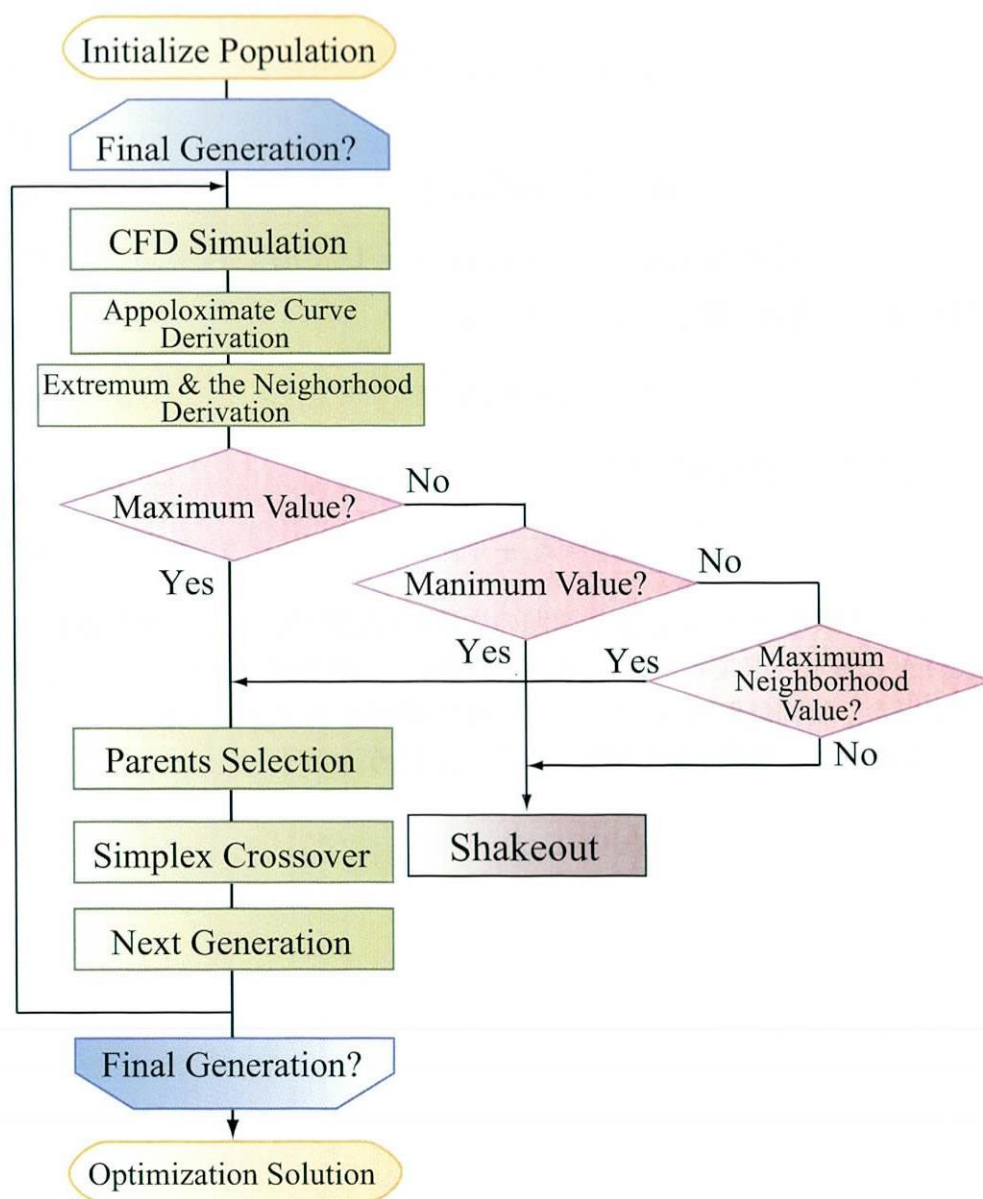 Initialize Population
Final Generation?
CFD Simulation
Appoloximate Curve
Derivation
Extremum & the Neighorhood
Derivation
Maximum Value?
No
Yes
Manimum Value?
No
Yes
Maximum
Neighborhood
Value?
Yes
No
Parents Selection
Simplex Crossover
Shakeout
Next Generation
Final Generation?
Optimization Solution